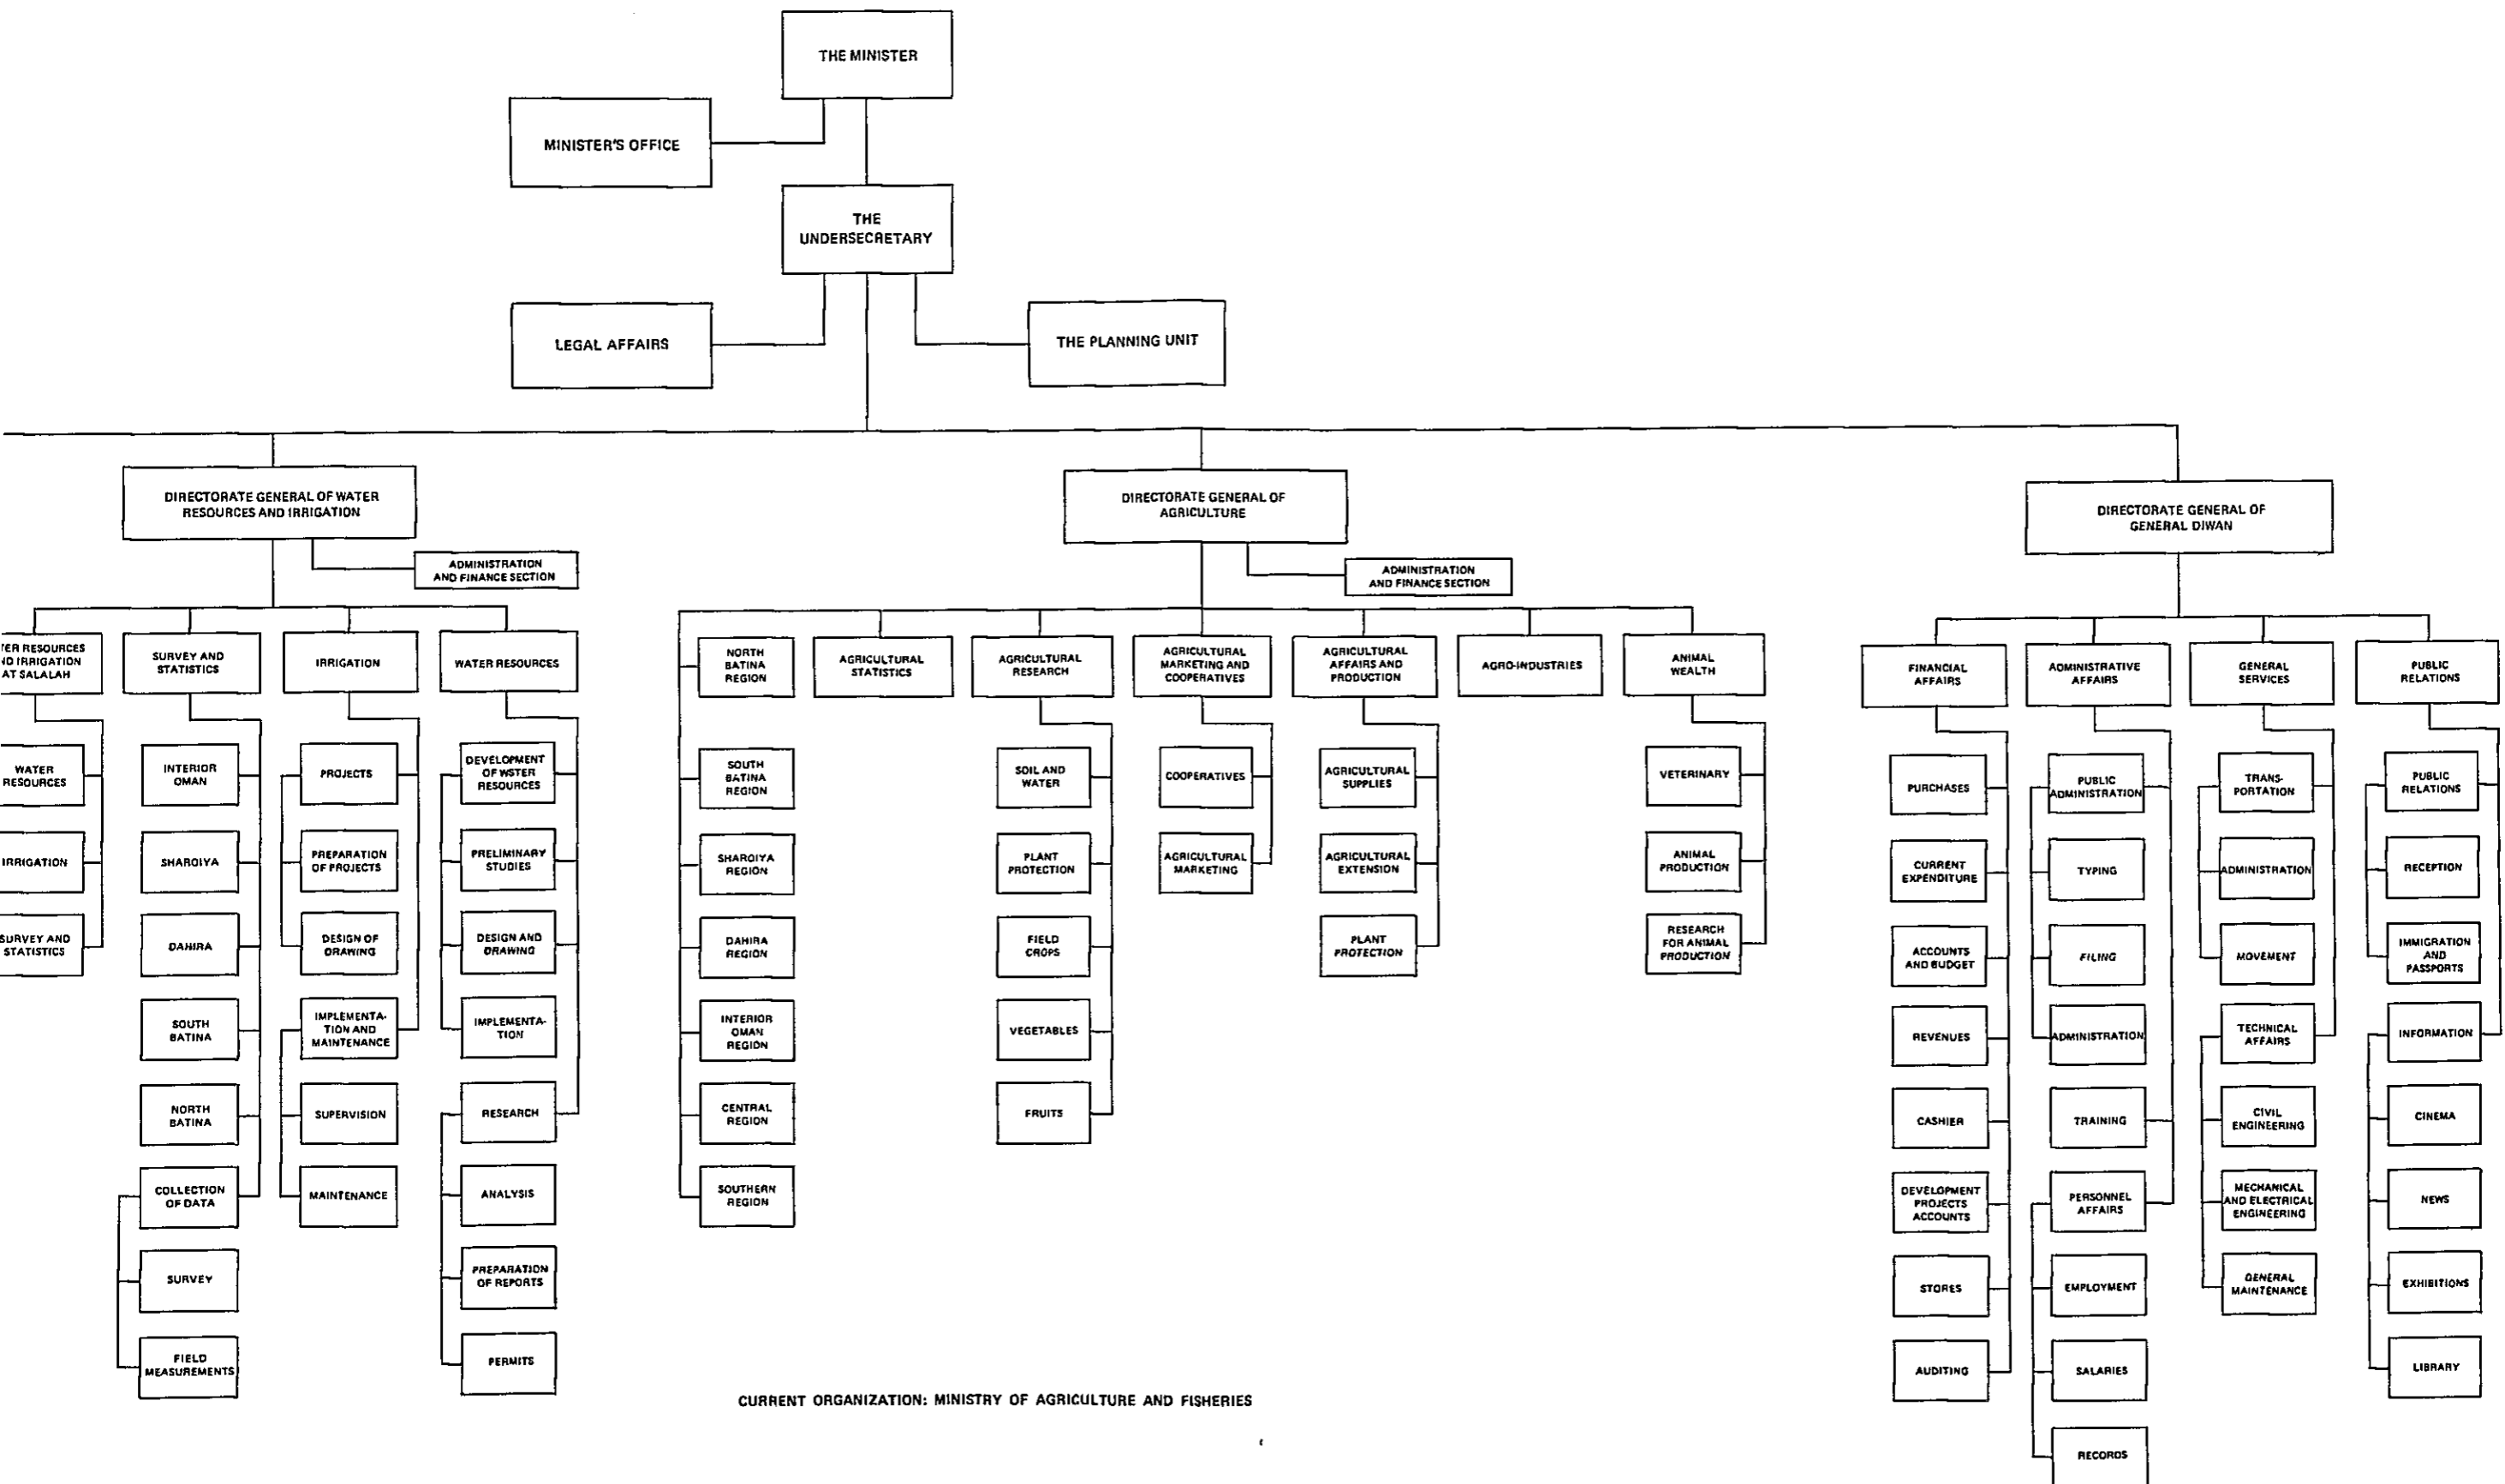 THE MINISTER
MINISTER'S OFFICE
THE
UNDERSECRETARY
LEGAL AFFAIRS
THE PLANNING UNIT
DIRECTORATE GENERAL OF WATER
RESOURCES AND IRRIGATION
ADMINISTRATION
AND FINANCE SECTION
DIRECTORATE GENERAL OF
AGRICULTURE
ADMINISTRATION
AND FINANCE SECTION
DIRECTORATE GENERAL OF
GENERAL DIWAN
TER RESOURCES
ND IRRIGATION
AT SALALAH
WATER
RESOURCES
IRRIGATION
SURVEY AND
STATISTICS
SURVEY AND
STATISTICS
INTERIOR
OMAN
SHARQIYA
DAHIRA
SOUTH
BATINA
NORTH
BATINA
COLLECTION
OF DATA
SURVEY
FIELD
MEASUREMENTS
IRRIGATION
PROJECTS
PREPARATION
OF PROJECTS
DESIGN OF
DRAWING
IMPLEMENTA-
TION AND
MAINTENANCE
SUPERVISION
MAINTENANCE
WATER RESOURCES
DEVELOPMENT
OF WSTER
RESOURCES
PRELIMINARY
STUDIES
DESIGN AND
DRAWING
IMPLEMENTA-
TION
RESEARCH
ANALYSIS
PREPARATION
OF REPORTS
PERMITS
NORTH
BATINA
REGION
SOUTH
BATINA
REGION
SHARQIYA
REGION
DAHIRA
REGION
INTERIOR
OMAN
REGION
CENTRAL
REGION
SOUTHERN
REGION
AGRICULTURAL
STATISTICS
AGRICULTURAL
RESEARCH
SOIL AND
WATER
PLANT
PROTECTION
FIELD
CROPS
VEGETABLES
FRUITS
AGRICULTURAL
MARKETING AND
COOPERATIVES
COOPERATIVES
AGRICULTURAL
MARKETING
AGRICULTURAL
AFFAIRS AND
PRODUCTION
AGRICULTURAL
SUPPLIES
AGRICULTURAL
EXTENSION
PLANT
PROTECTION
AGRO-INDUSTRIES
ANIMAL
WEALTH
VETERINARY
ANIMAL
PRODUCTION
RESEARCH
FOR ANIMAL
PRODUCTION
FINANCIAL
AFFAIRS
PURCHASES
CURRENT
EXPENDITURE
ACCOUNTS
AND BUDGET
REVENUES
CASHIER
DEVELOPMENT
PROJECTS
ACCOUNTS
STORES
AUDITING
ADMINISTRATIVE
AFFAIRS
PUBLIC
ADMINISTRATION
TYPING
FILING
ADMINISTRATION
TRAINING
PERSONNEL
AFFAIRS
EMPLOYMENT
SALARIES
RECORDS
GENERAL
SERVICES
TRANS-
PORTATION
ADMINISTRATION
MOVEMENT
TECHNICAL
AFFAIRS
CIVIL
ENGINEERING
MECHANICAL
AND ELECTRICAL
ENGINEERING
GENERAL
MAINTENANCE
PUBLIC
RELATIONS
PUBLIC
RELATIONS
RECEPTION
IMMIGRATION
AND
PASSPORTS
INFORMATION
CINEMA
NEWS
EXHIBITIONS
LIBRARY
CURRENT ORGANIZATION: MINISTRY OF AGRICULTURE AND FISHERIES